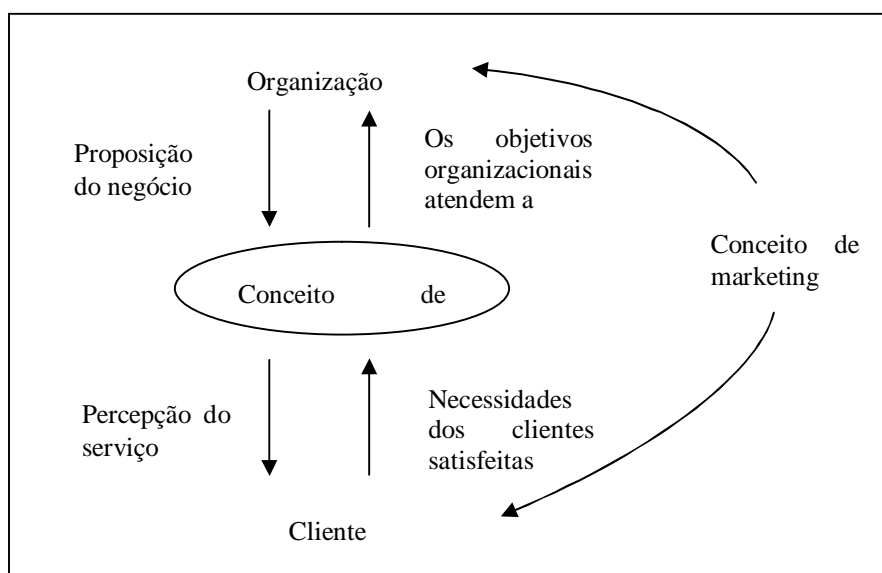 Organização
Proposição
do negócio
Os objetivos
organizacionais
atendem a
Conceito de
marketing
Conceito de
Percepção do
serviço
Necessidades
dos clientes
satisfeitas
Cliente